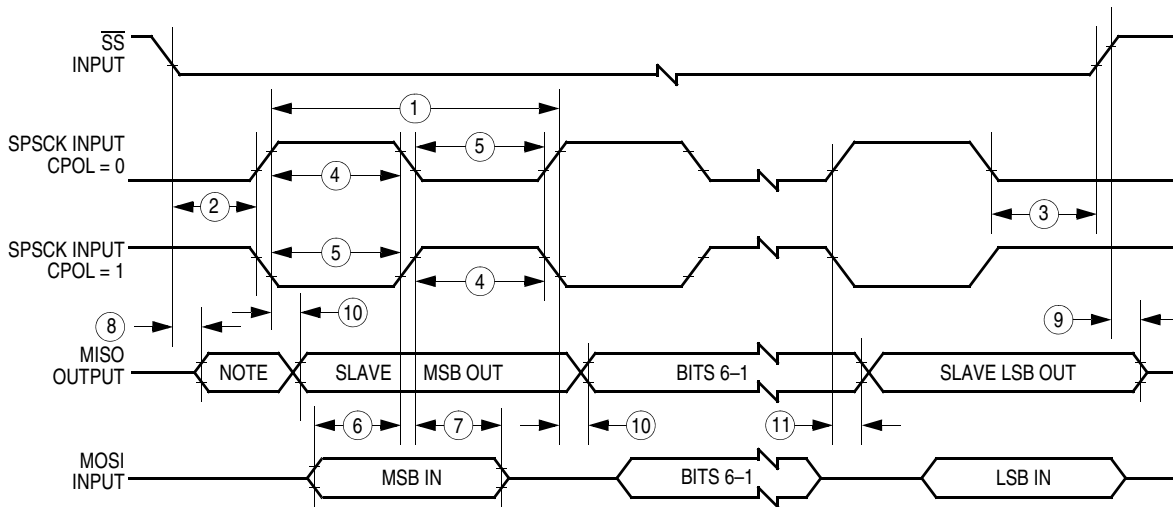 SS
INPUT
1
SPSCK INPUT
CPOL = 0
5
4
2
3
SPSCK INPUT
CPOL = 1
5
4
8
10
9
MISO
OUTPUT
NOTE
SLAVE MSB OUT
BITS 6–1
SLAVE LSB OUT
6
7
10
11
MOSI
INPUT
MSB IN
BITS 6–1
LSB IN